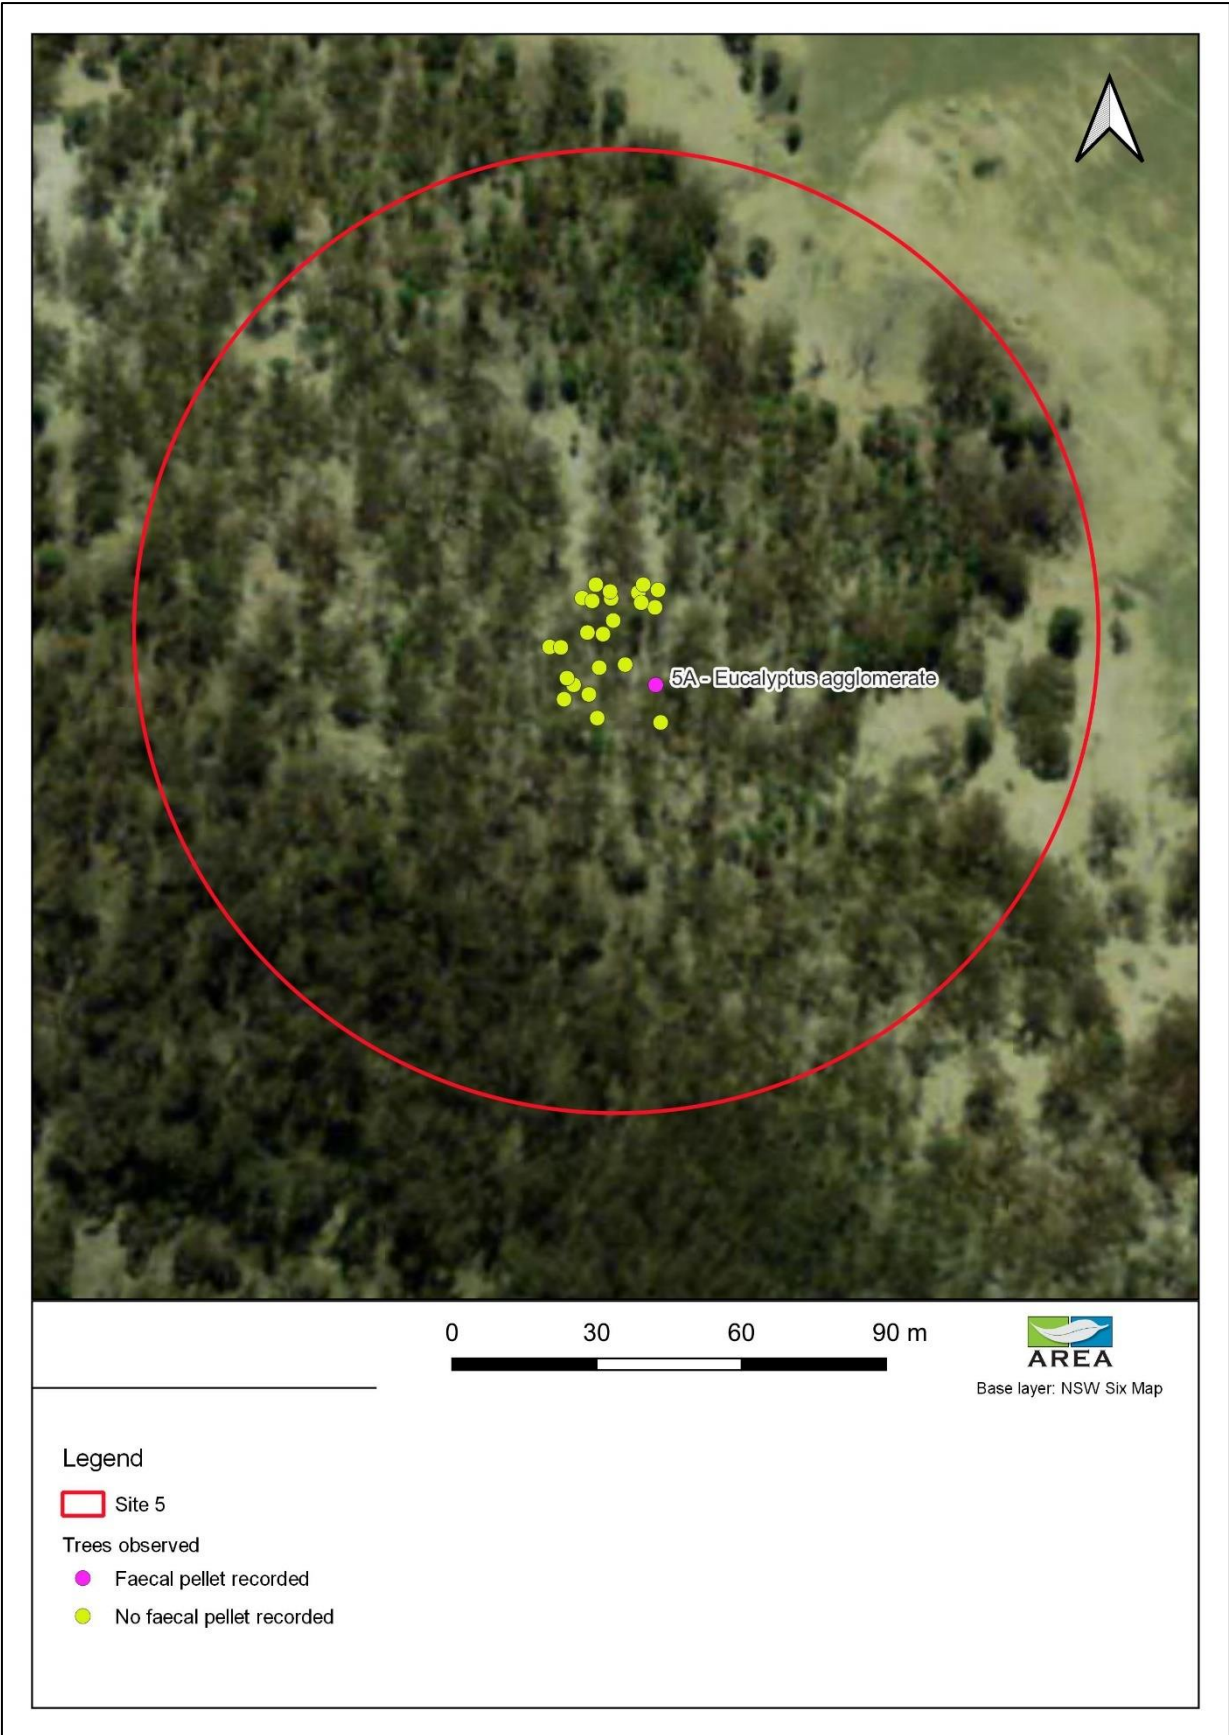 5A - Eucalyptus agglomerate
0 30 60 90 m
AREA
Base layer: NSW Six Map
Legend
Site 5
Trees observed
Faecal pellet recorded
No faecal pellet recorded